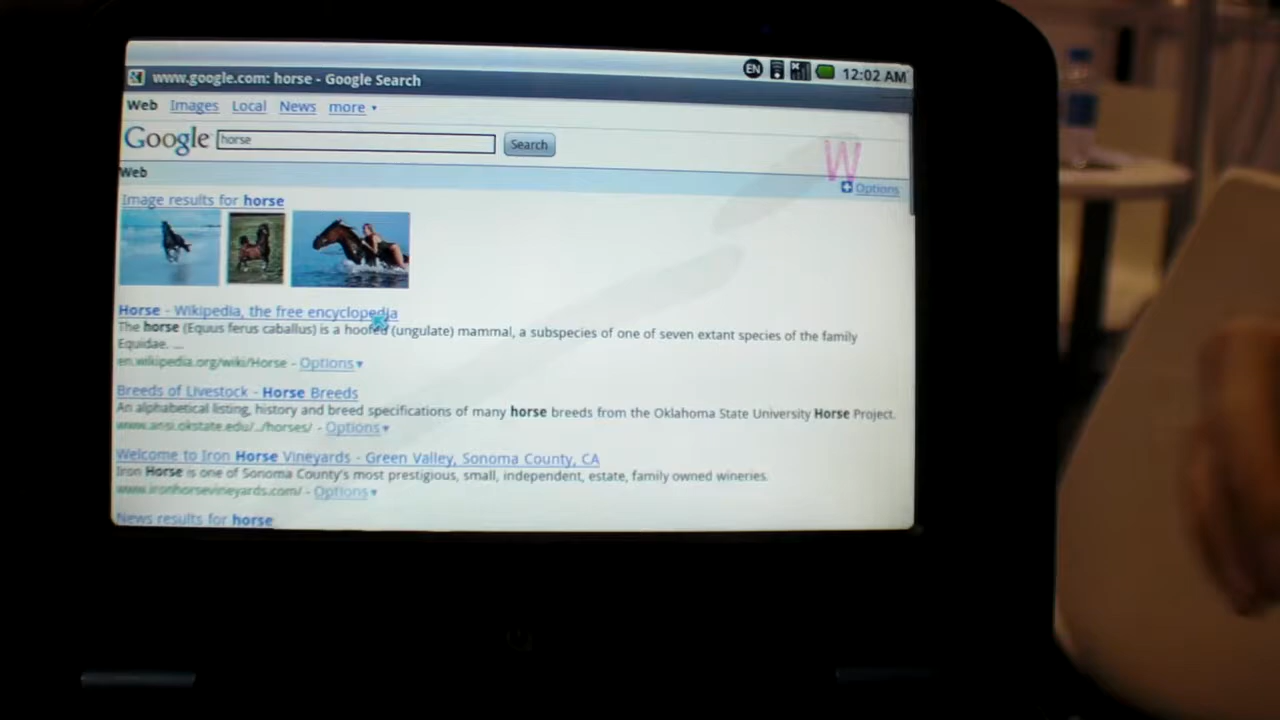 EN 12:02 AM
www.google.com: horse - Google Search
Web Images Local News more
Google horse Search
W
Web
Options
Image results for horse
Horse - Wikipedia, the free encyclopedia
The horse (Equus ferus caballus) is a hoofed (ungulate) mammal, a subspecies of one of seven extant species of the family
Equidae. ...
en.wikipedia.org/wiki/Horse - Options
Breeds of Livestock - Horse Breeds
An alphabetical listing, history and breed specifications of many horse breeds from the Oklahoma State University Horse Project.
www.ansi.okstate.edu/../horses/ - Options
Welcome to Iron Horse Vineyards - Green Valley, Sonoma County, CA
Iron Horse is one of Sonoma County's most prestigious, small, independent, estate, family owned wineries.
www.ironhorsevineyards.com/ - Options
News results for horse